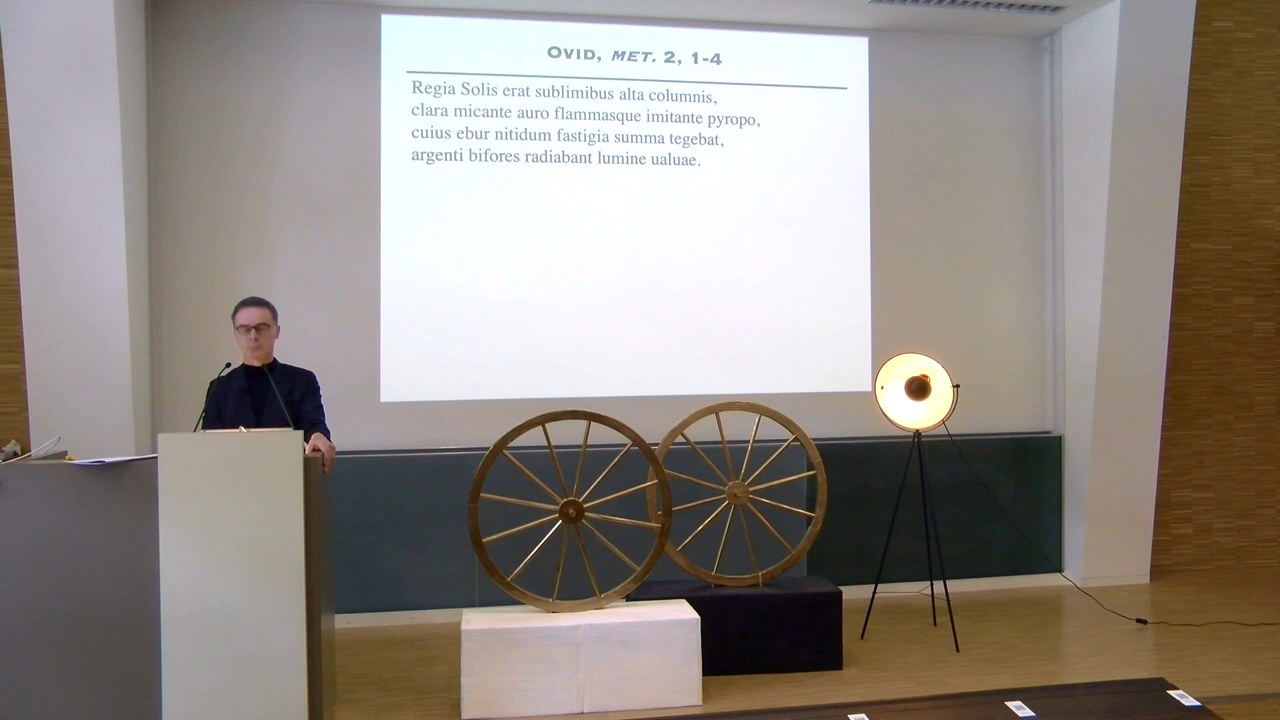 OVID, MET. 2, 1-4
Regia Solis erat sublimibus alta columnis,
clara micante auro flammasque imitante pyropo,
cuius ebur nitidum fastigia summa tegebat,
argenti bifores radiabant lumine ualuae.